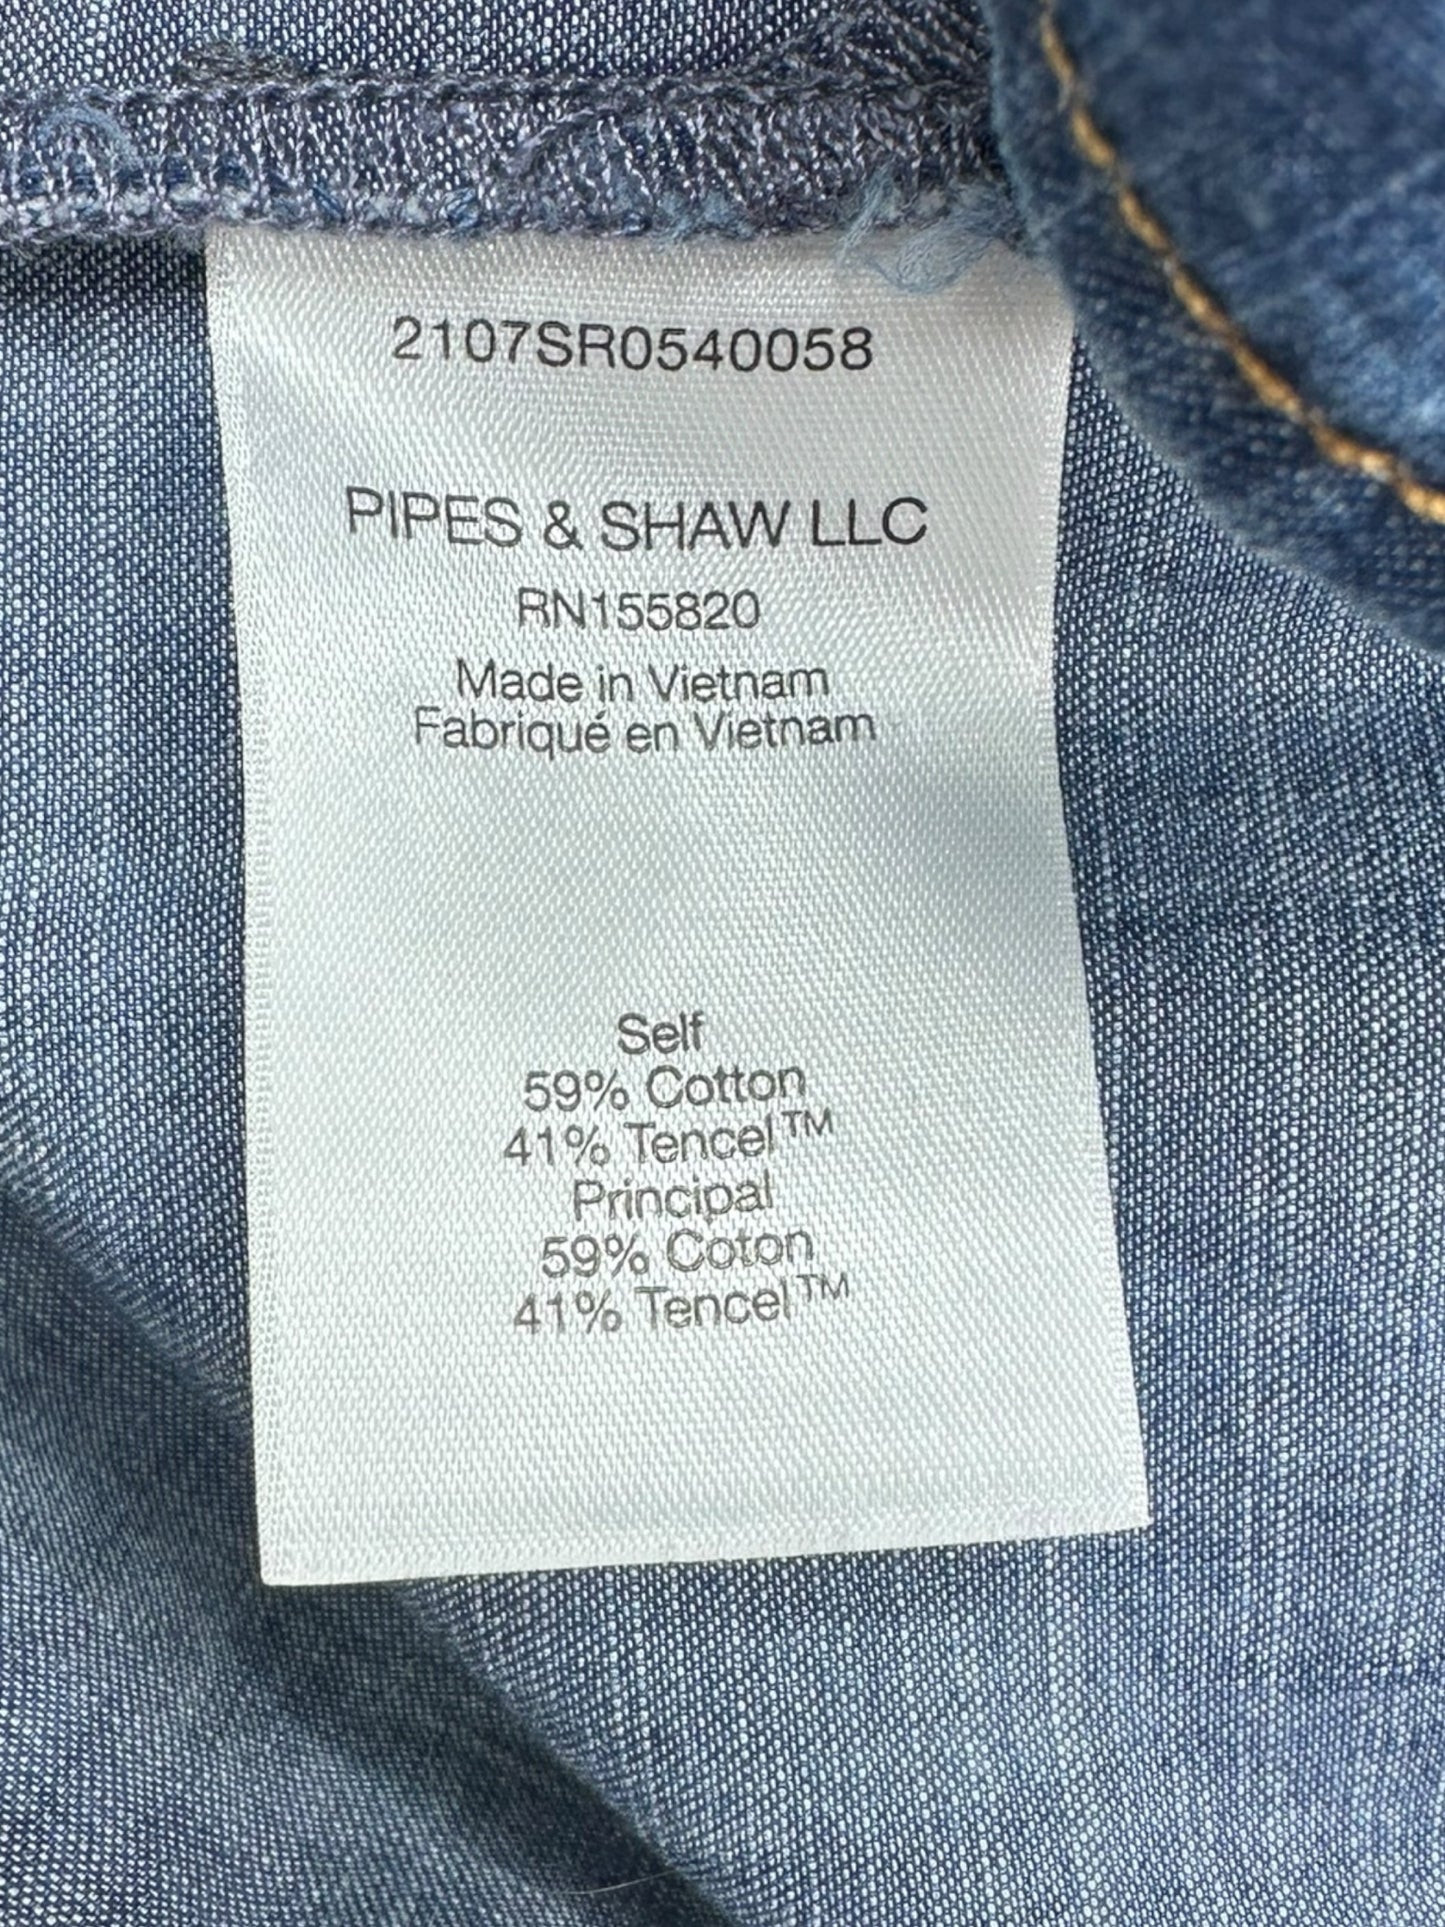 2107SR0540058
PIPES & SHAW LLC
RN155820
Made in Vietnam
Fabriqué en Vietnam
Self
59% Cotton
41% Tencel™
Principal
59% Coton
41% Tencel™